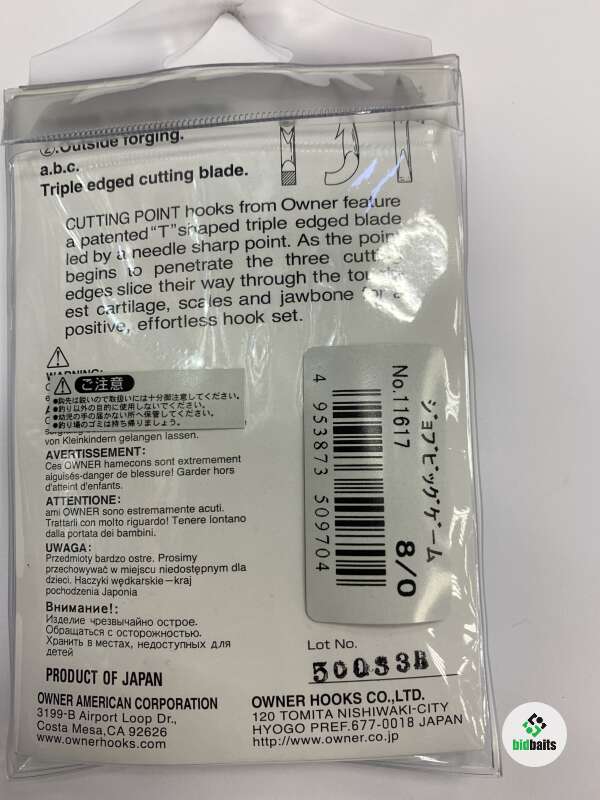 ②.Outside forging.
a.b.c.
Triple edged cutting blade.
CUTTING POINT hooks from Owner feature
a patented "T"shaped triple edged blade
led by a needle sharp point. As the point
begins to penetrate the three cutting
edges slice their way through the tough-
est cartilage, scales and jawbone for a
positive, effortless hook set.
WARNING:
ご注意
●鈎先は鋭いので取扱いには十分御注意してください。
●釣り以外の目的に使用しないでください。
●幼児の手の届かない所へ保管してください。
●釣り場のゴミは持ち帰りましょう。
von Kleinkindern gelangen lassen.
AVERTISSEMENT:
Ces OWNER hamecons sont extremement
aiguisés-danger de blessure! Garder hors
d'atteint d'enfants.
ATTENTIONE:
ami OWNER sono estremamente acuti.
Trattarli con molto riguardo! Tenere lontano
dalla portata dei bambini.
UWAGA:
Przedmioty bardzo ostre. Prosimy
przechowywać w miejscu niedostępnym dla
dzieci. Haczyki wędkarskie–kraj
pochodzenia Japonia
Внимание!:
Изделие чрезвычайно острое.
Обращаться с осторожностью.
Хранить в местах, недоступных для
детей
ジョブビッグゲーム
No.11617
8/0
4 953873 509704
Lot No.
50QS3B
PRODUCT OF JAPAN
OWNER AMERICAN CORPORATION
3199-B Airport Loop Dr.,
Costa Mesa,CA 92626
www.ownerhooks.com
OWNER HOOKS CO.,LTD.
120 TOMITA NISHIWAKI-CITY
HYOGO PREF.677-0018 JAPAN
http://www.owner.co.jp
bidbaits